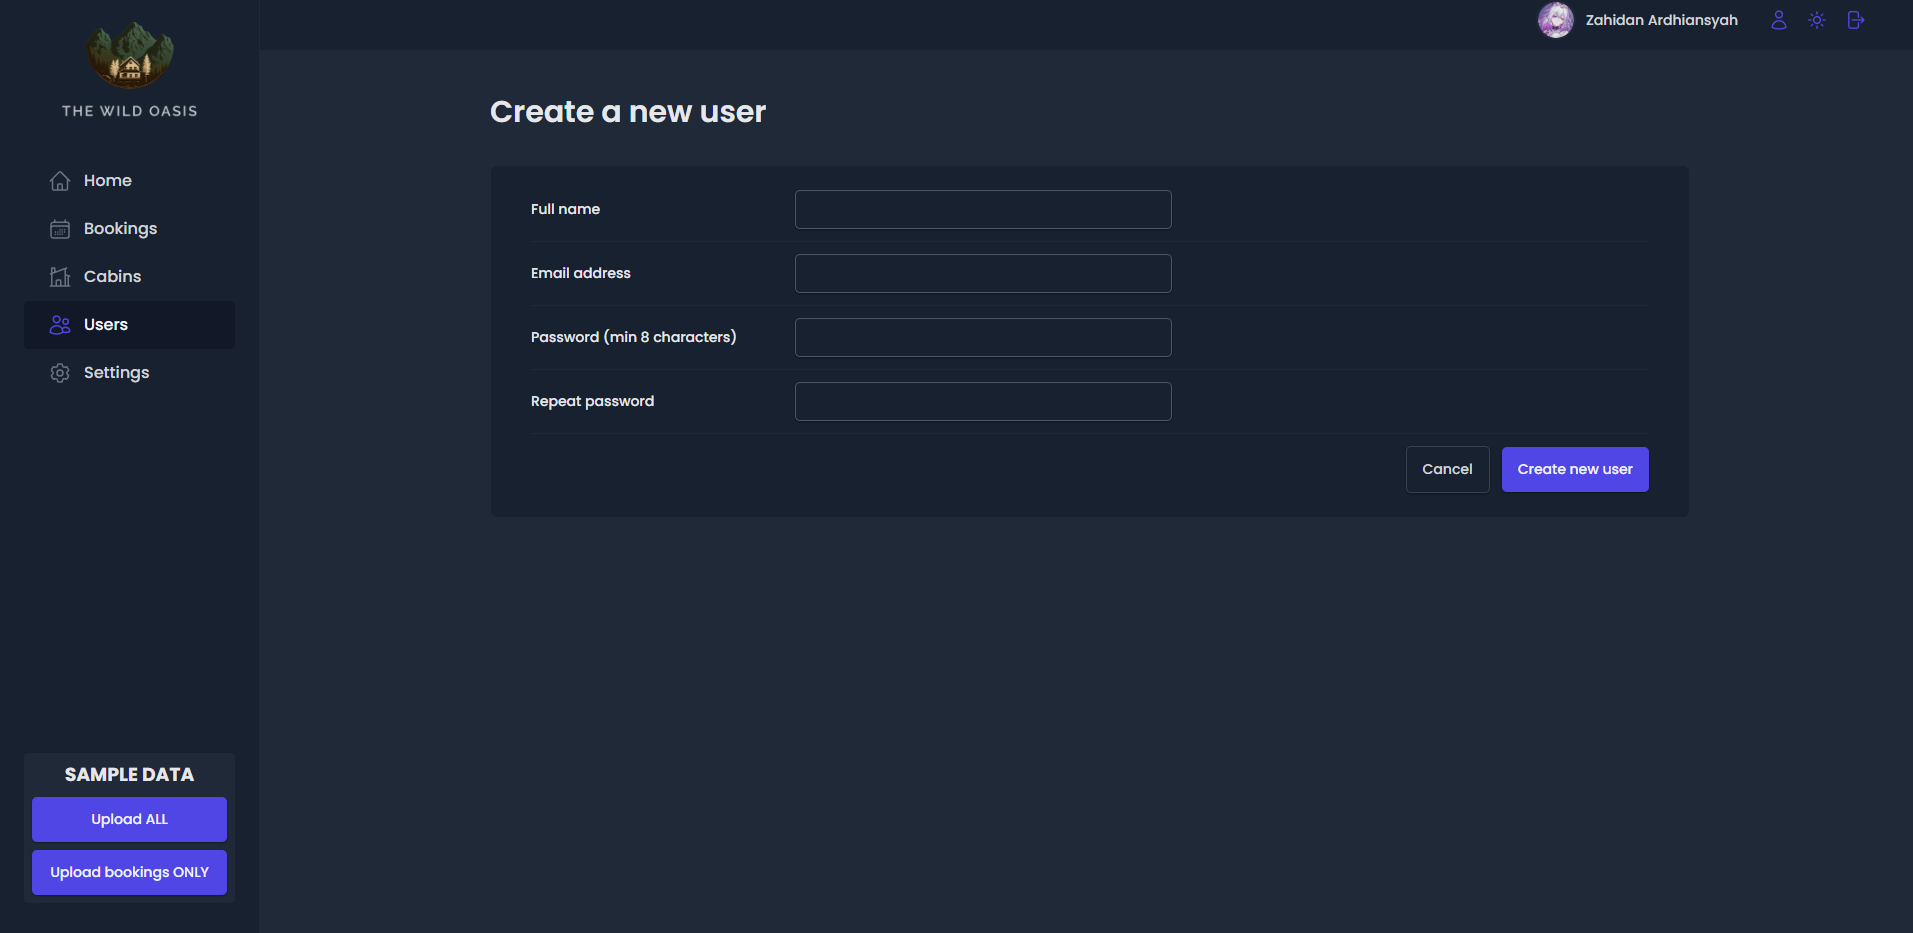 THE WILD OASIS
Home
Bookings
Cabins
Users
Settings
SAMPLE DATA
Upload ALL
Upload bookings ONLY
Zahidan Ardhiansyah
Create a new user
Full name
Email address
Password (min 8 characters)
Repeat password
Cancel
Create new user